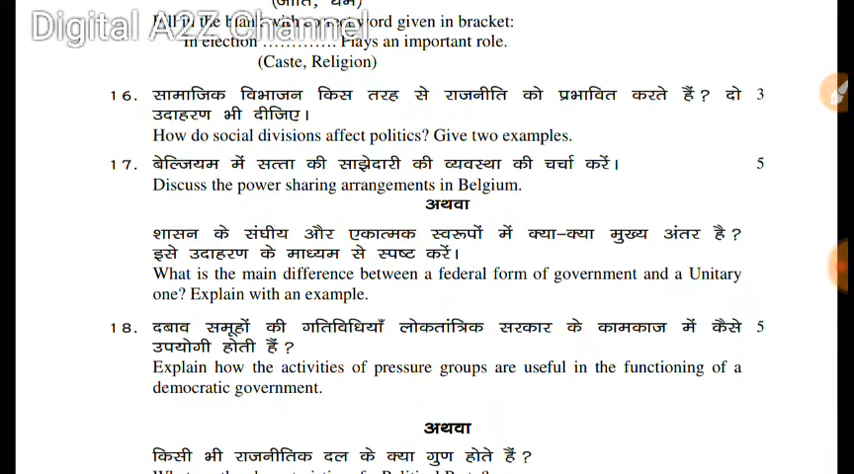 (जाति, धर्म)
Fill in the blank with correct word given in bracket:
Digital A2Z Channel
In election ............. Plays an important role.
(Caste, Religion)
16. सामाजिक विभाजन किस तरह से राजनीति को प्रभावित करते हैं? दो 3
उदाहरण भी दीजिए।
How do social divisions affect politics? Give two examples.
17. बेल्जियम में सत्ता की साझेदारी की व्यवस्था की चर्चा करें। 5
Discuss the power sharing arrangements in Belgium.
अथवा
शासन के संघीय और एकात्मक स्वरूपों में क्या-क्या मुख्य अंतर है?
इसे उदाहरण के माध्यम से स्पष्ट करें।
What is the main difference between a federal form of government and a Unitary
one? Explain with an example.
18. दबाव समूहों की गतिविधियाँ लोकतांत्रिक सरकार के कामकाज में कैसे 5
उपयोगी होती हैं?
Explain how the activities of pressure groups are useful in the functioning of a
democratic government.
अथवा
किसी भी राजनीतिक दल के क्या गुण होते हैं?